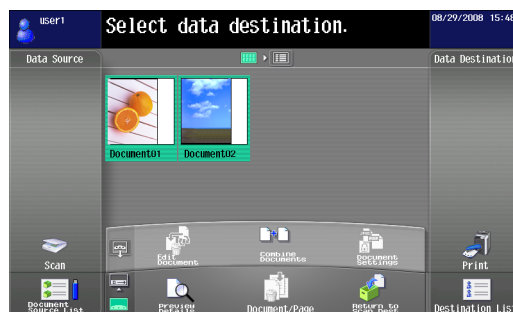 user1
Select data destination.
08/29/2008 15:48
Data Source
Data Destination
Document01
Document02
Edit
Document
Combine
Documents
Document
Settings
Scan
Print
Document
Source List
Preview
Details
Document/Page
Return to
Scan Dest
Destination List